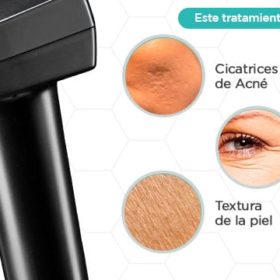 Este tratamien
Cicatrices
de Acné
Textura
de la piel